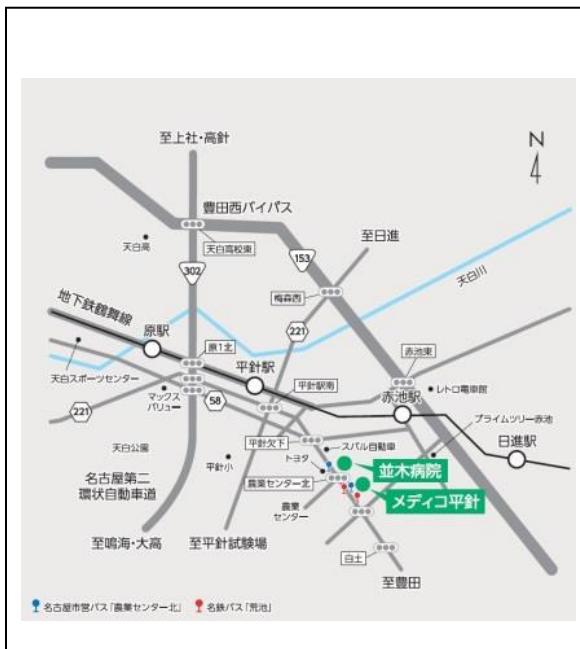 至上社・高針
N
豊田西バイパス
天白高
天白高校東
至日進
302
153
天白川
梅森西
地下鉄鶴舞線
原駅
221
原1北
平針駅
赤池東
天白スポーツセンター
平針駅南
レトロ電車館
マックス
バリュー
58
赤池駅
221
プライムツリー赤池
天白公園
平針欠下
スバル自動車
日進駅
平針小
トヨタ
並木病院
名古屋第二
環状自動車道
農業センター北
メディコ平針
農業
センター
至鳴海・大高
至平針試験場
白土
至豊田
名古屋市営バス「農業センター北」
名鉄バス「荒池」